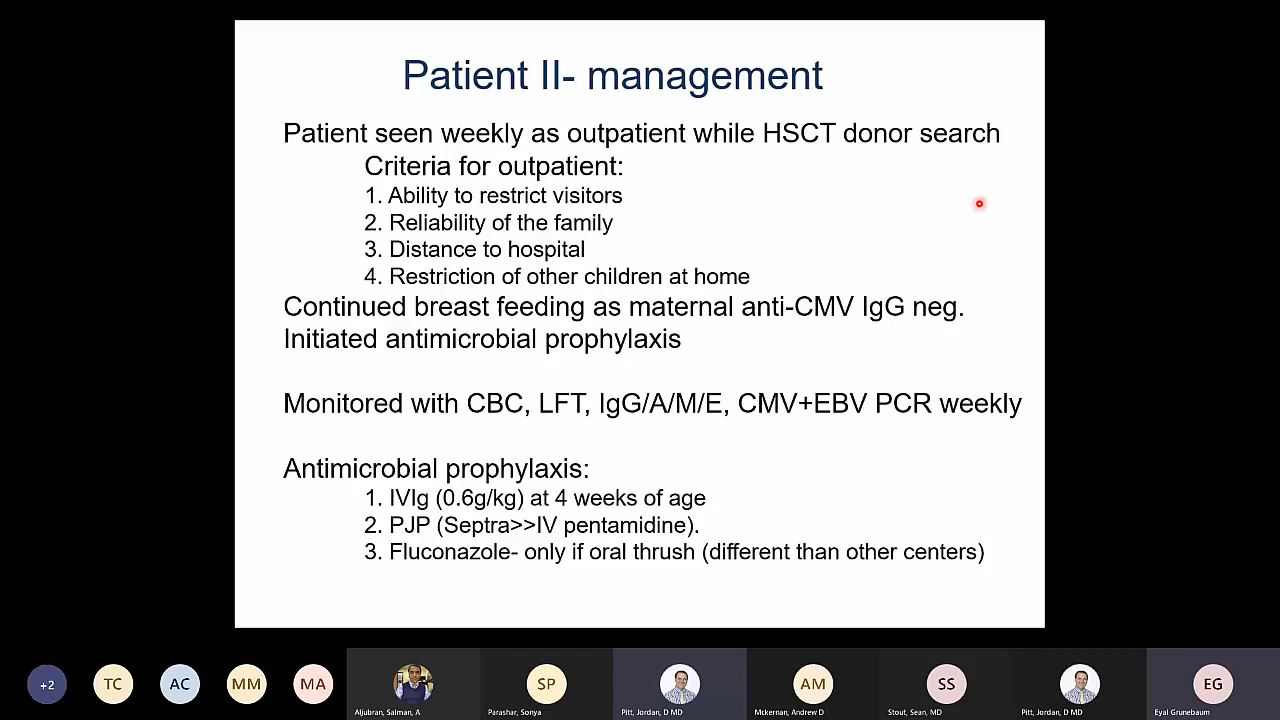 Patient II- management
Patient seen weekly as outpatient while HSCT donor search
Criteria for outpatient:
1. Ability to restrict visitors
2. Reliability of the family
3. Distance to hospital
4. Restriction of other children at home
Continued breast feeding as maternal anti-CMV IgG neg.
Initiated antimicrobial prophylaxis
Monitored with CBC, LFT, IgG/A/M/E, CMV+EBV PCR weekly
Antimicrobial prophylaxis:
1. IVIg (0.6g/kg) at 4 weeks of age
2. PJP (Septra>>IV pentamidine).
3. Fluconazole- only if oral thrush (different than other centers)
+2 TC AC MM MA SP AM SS EG
Aljubran, Salman, A Parashar, Sonya Pitt, Jordan, D MD Mckernan, Andrew D Stout, Sean, MD Pitt, Jordan, D MD Eyal Grunebaum